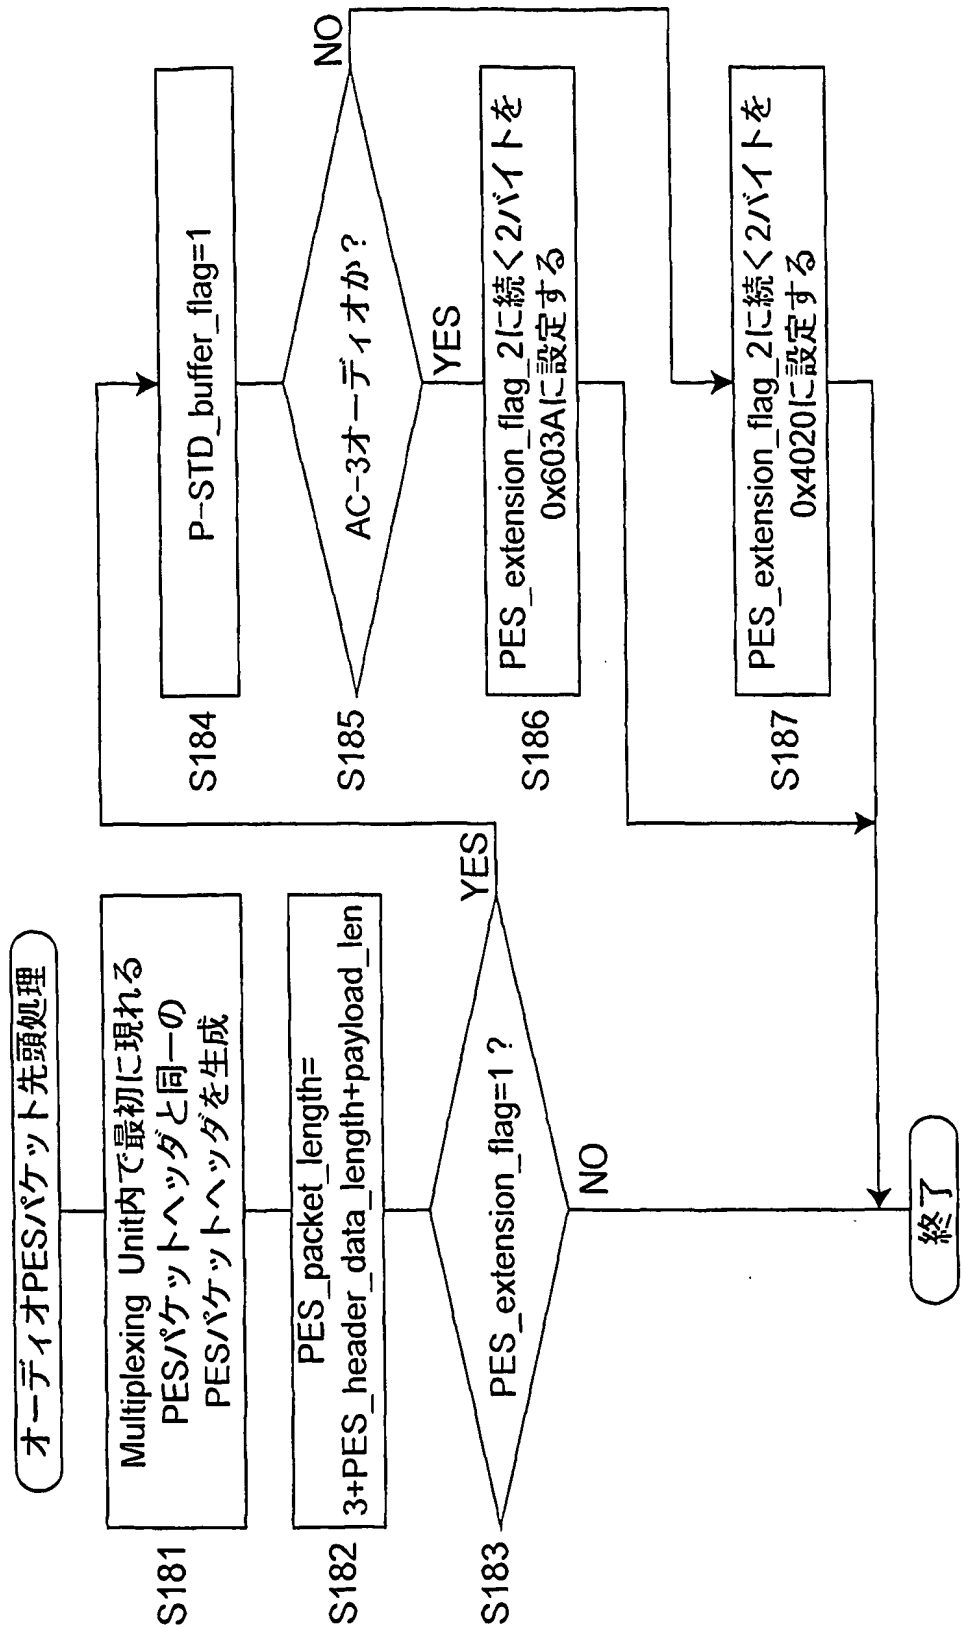 オーディオPESパケット先頭処理
S181
Multiplexing Unit内で最初に現れる
PESパケットヘッダと同一の
PESパケットヘッダを生成
S182
PES_packet_length=
3+PES_header_data_length+payload_len
S183
PES_extension_flag=1？
YES
NO
S184
P-STD_buffer_flag=1
S185
AC-3オーディオか？
NO
YES
S186
PES_extension_flag_2に続く2バイトを
0x603Aに設定する
S187
PES_extension_flag_2に続く2バイトを
0x4020に設定する
終了